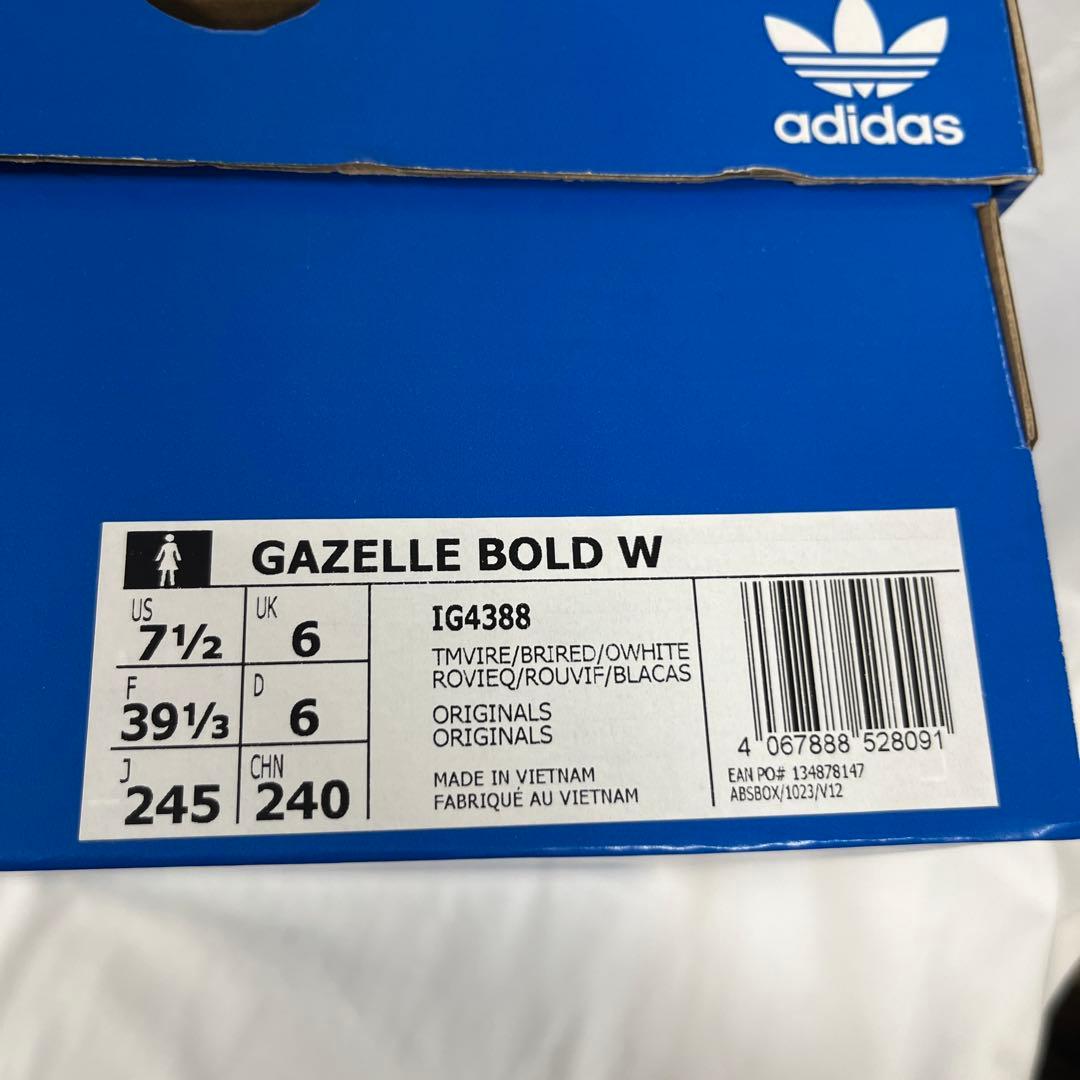 adidas
GAZELLE BOLD W
US
7½
UK
6
F
39⅓
D
6
J
245
CHN
240
IG4388
TMVIRE/BRIRED/OWHITE
ROVIEQ/ROUVIF/BLACAS
ORIGINALS
ORIGINALS
MADE IN VIETNAM
FABRIQUÉ AU VIETNAM
4 067888 528091
EAN PO# 134878147
ABSBOX/1023/V12